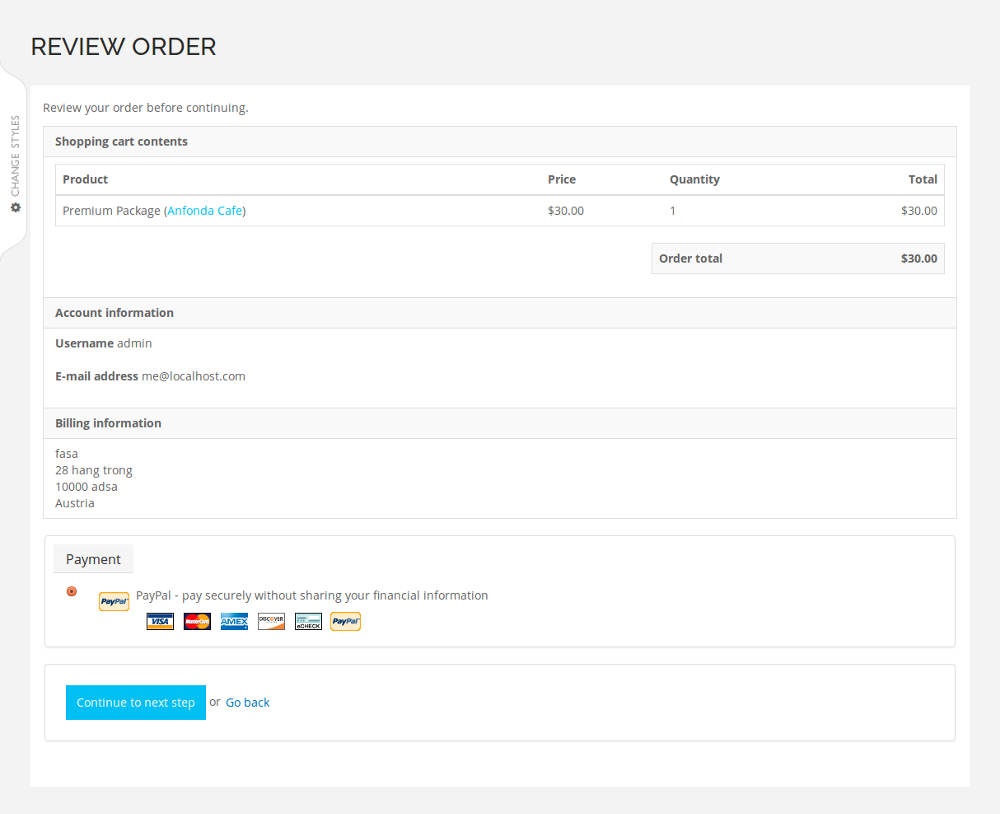 REVIEW ORDER
CHANGE STYLES
Review your order before continuing.
Shopping cart contents
Product Price Quantity Total
Premium Package (Anfonda Cafe) $30.00 1 $30.00
Order total $30.00
Account information
Username admin
E-mail address me@localhost.com
Billing information
fasa
28 hang trong
10000 adsa
Austria
Payment
PayPal PayPal - pay securely without sharing your financial information
VISA MasterCard AMEX DISCOVER eCHECK PayPal
Continue to next step or Go back